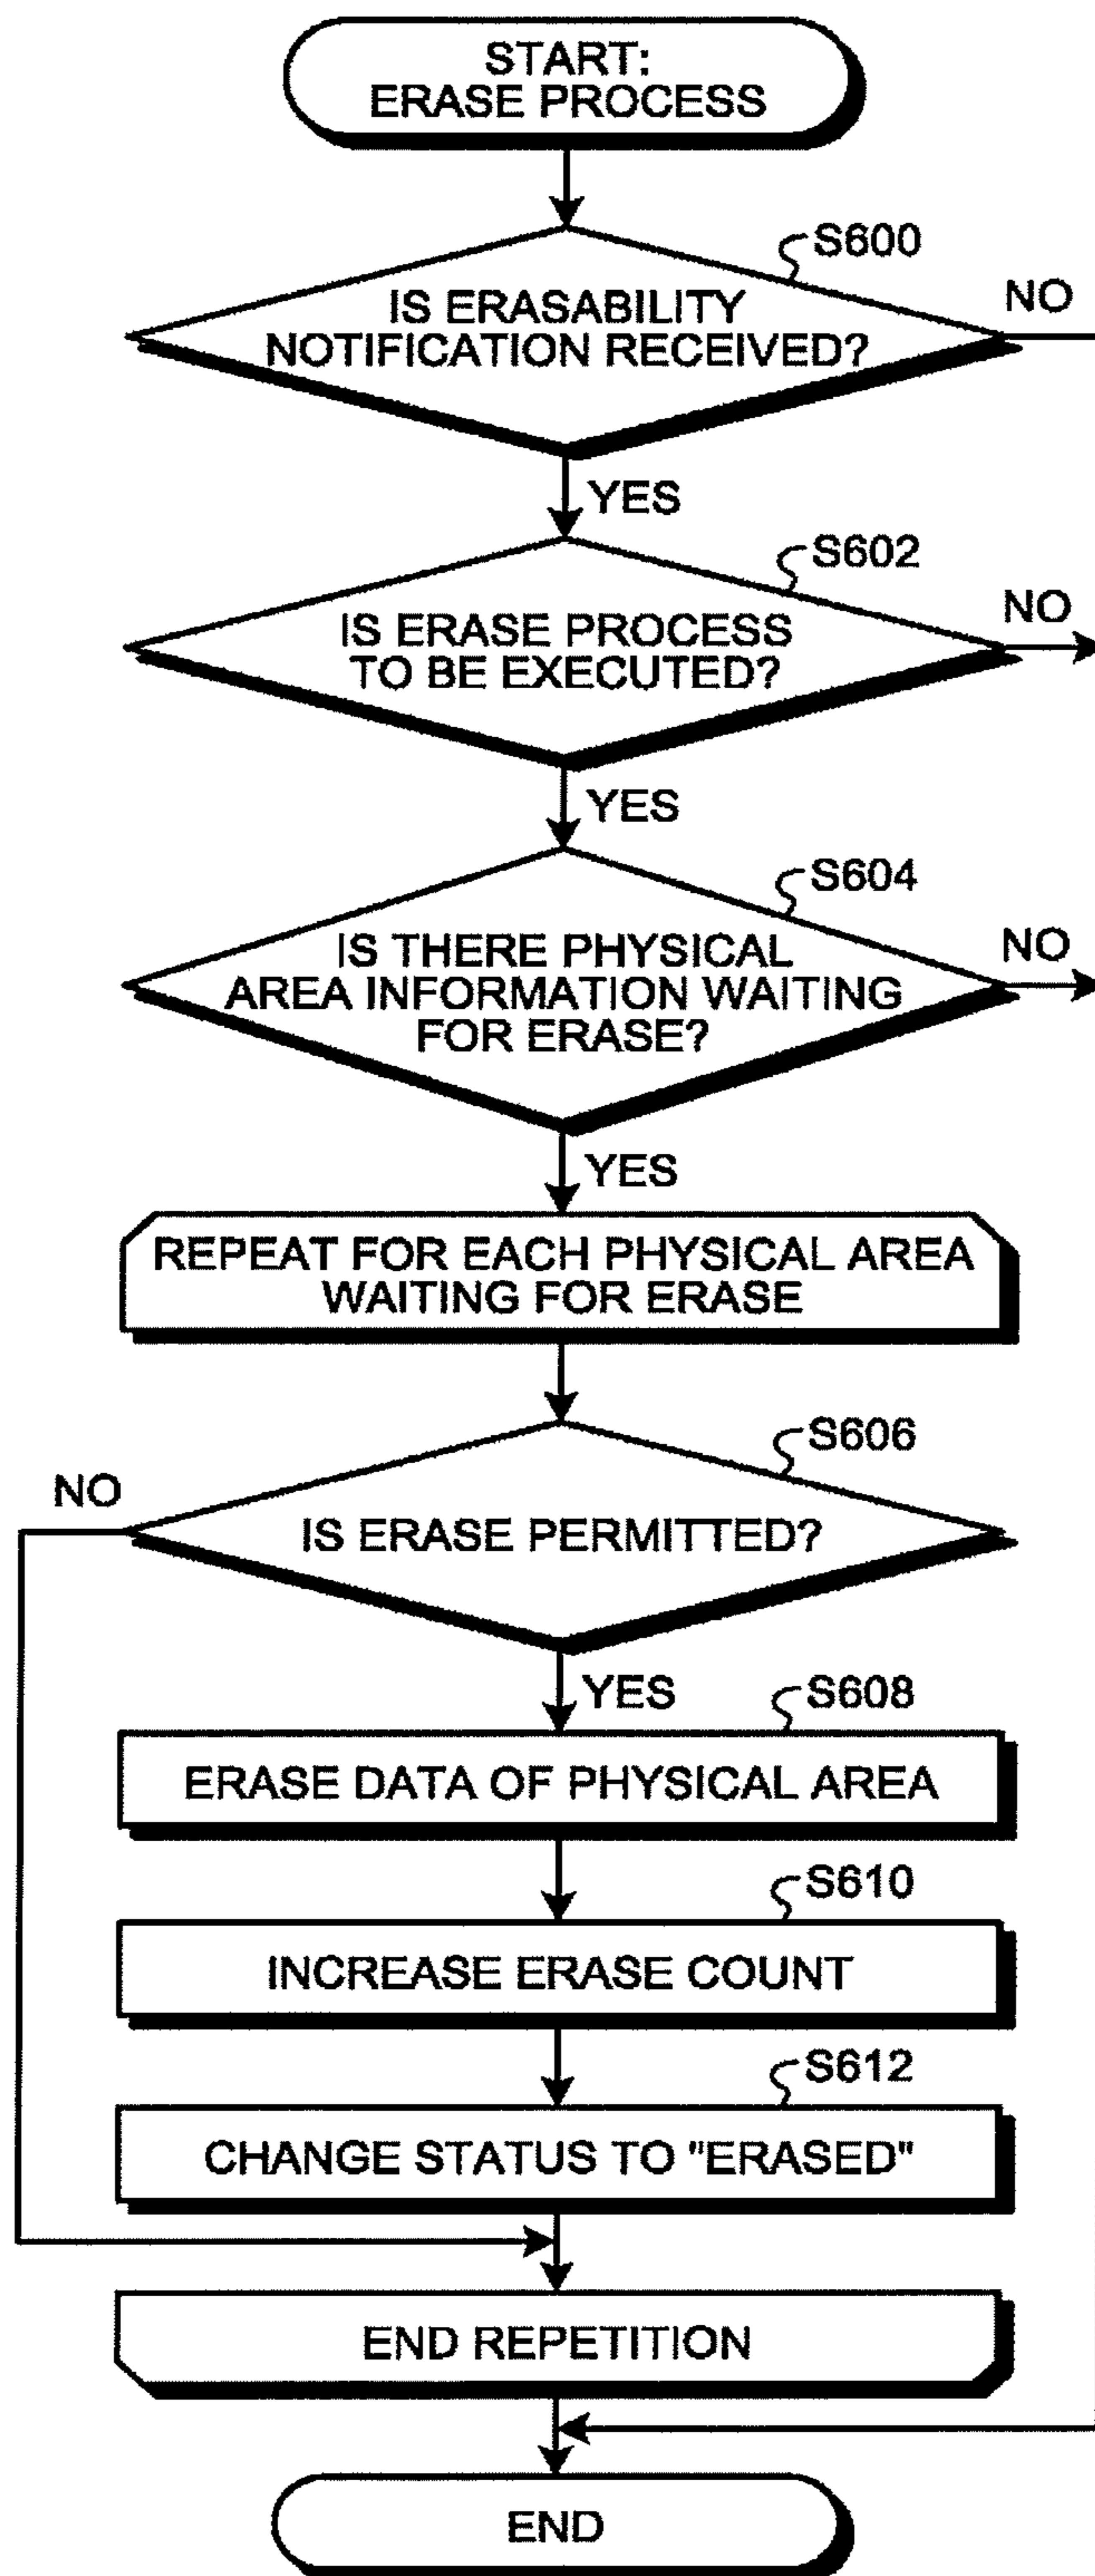 START:
ERASE PROCESS
S600
IS ERASABILITY
NOTIFICATION RECEIVED?
NO
YES
S602
IS ERASE PROCESS
TO BE EXECUTED?
NO
YES
S604
IS THERE PHYSICAL
AREA INFORMATION WAITING
FOR ERASE?
NO
YES
REPEAT FOR EACH PHYSICAL AREA
WAITING FOR ERASE
S606
NO
IS ERASE PERMITTED?
YES
S608
ERASE DATA OF PHYSICAL AREA
S610
INCREASE ERASE COUNT
S612
CHANGE STATUS TO "ERASED"
END REPETITION
END